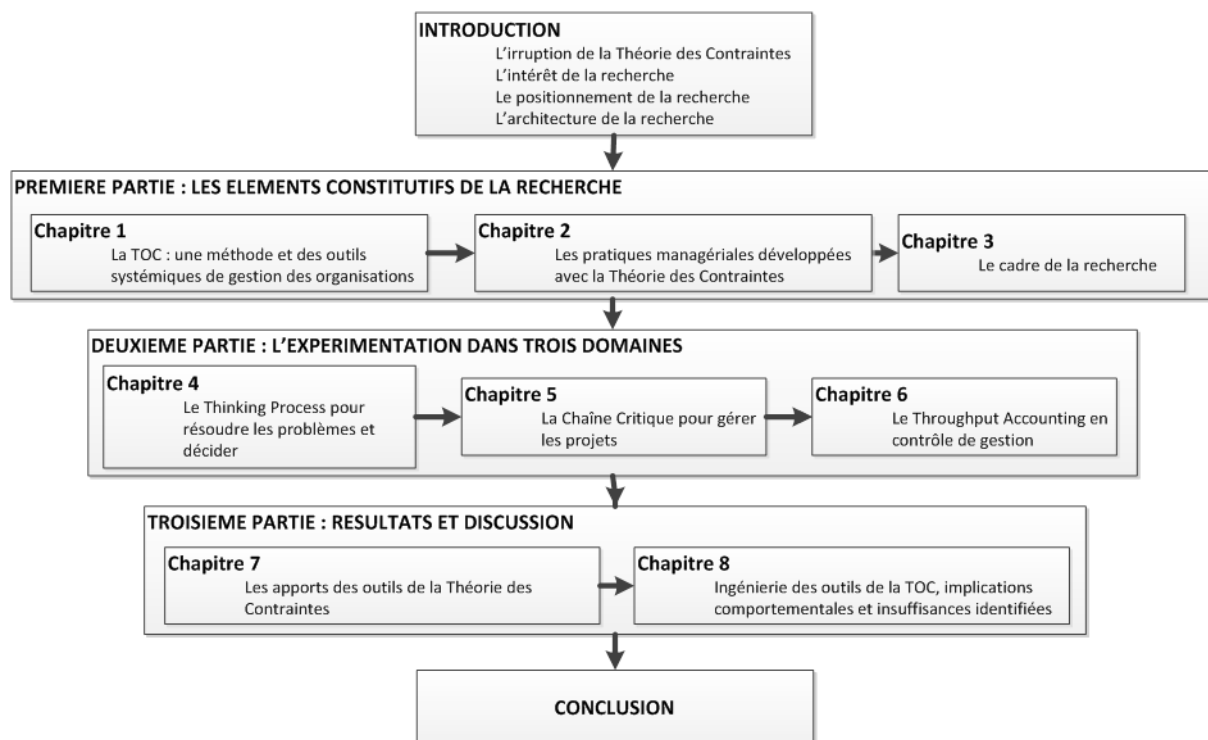 INTRODUCTION
L'irruption de la Théorie des Contraintes
L'intérêt de la recherche
Le positionnement de la recherche
L'architecture de la recherche
PREMIERE PARTIE : LES ELEMENTS CONSTITUTIFS DE LA RECHERCHE
Chapitre 1
La TOC : une méthode et des outils
systémiques de gestion des organisations
Chapitre 2
Les pratiques managériales développées
avec la Théorie des Contraintes
Chapitre 3
Le cadre de la recherche
DEUXIEME PARTIE : L'EXPERIMENTATION DANS TROIS DOMAINES
Chapitre 4
Le Thinking Process pour
résoudre les problèmes et
décider
Chapitre 5
La Chaîne Critique pour gérer
les projets
Chapitre 6
Le Throughput Accounting en
contrôle de gestion
TROISIEME PARTIE : RESULTATS ET DISCUSSION
Chapitre 7
Les apports des outils de la Théorie des
Contraintes
Chapitre 8
Ingénierie des outils de la TOC, implications
comportementales et insuffisances identifiées
CONCLUSION